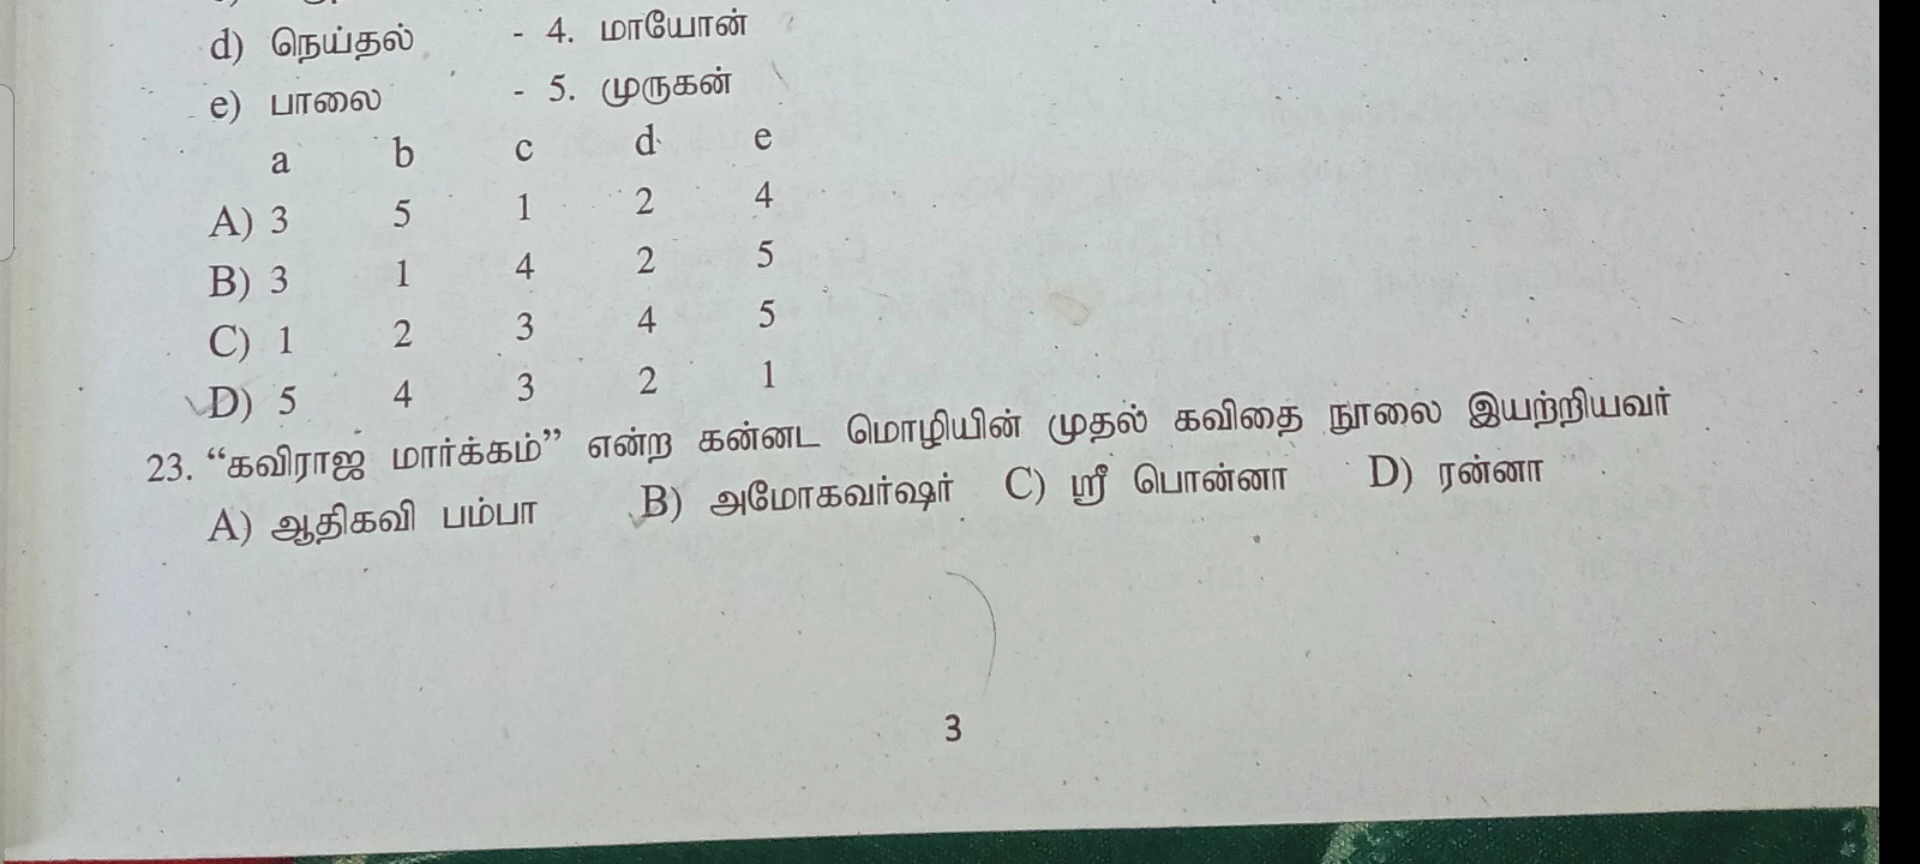 d) நெய்தல் - 4. மாயோன்
e) பாலை - 5. முருகன்
a b c d e
A) 3 5 1 2 4
B) 3 1 4 2 5
C) 1 2 3 4 5
D) 5 4 3 2 1
23. “கவிராஜ மார்க்கம்” என்ற கன்னட மொழியின் முதல் கவிதை நூலை இயற்றியவர்
A) ஆதிகவி பம்பா B) அமோகவர்ஷர் C) ஸ்ரீ பொன்னா D) ரன்னா
3